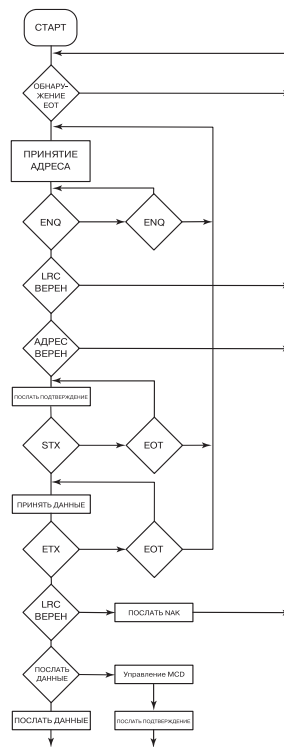 СТАРТ
ОБНАРУ-
ЖЕНИЕ
EOT
ПРИНЯТИЕ
АДРЕСА
ENQ
ENQ
LRC
ВЕРЕН
АДРЕС
ВЕРЕН
ПОСЛАТЬ ПОДТВЕРЖДЕНИЕ
STX
EOT
ПРИНЯТЬ ДАННЫЕ
ETX
EOT
LRC
ВЕРЕН
ПОСЛАТЬ NAK
ПОСЛАТЬ
ДАННЫЕ
Управление MCD
ПОСЛАТЬ ДАННЫЕ
ПОСЛАТЬ ПОДТВЕРЖДЕНИЕ